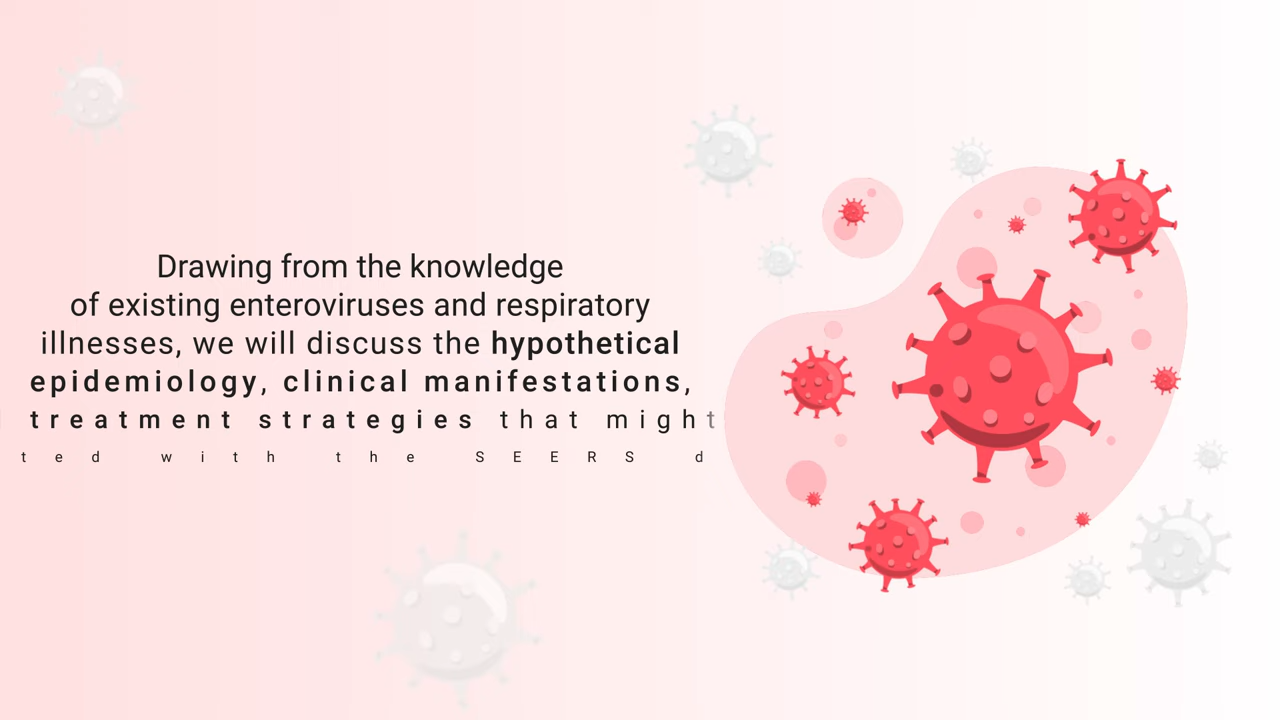 Drawing from the knowledge
of existing enteroviruses and respiratory
illnesses, we will discuss the hypothetical
epidemiology, clinical manifestations,
treatment strategies that might
ted with the SEERS d